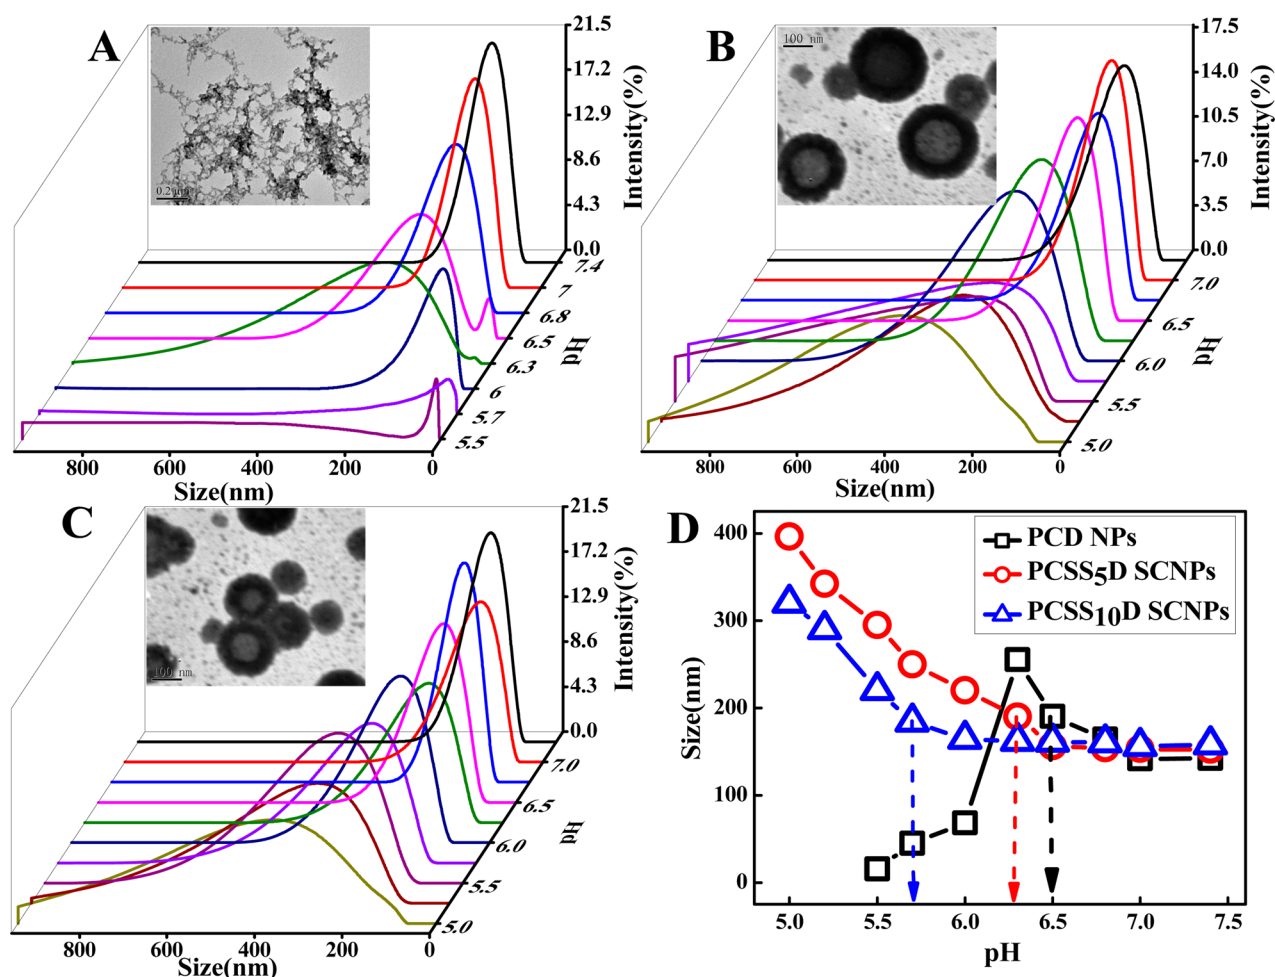 A
0.2 μm
21.5
17.2
12.9
8.6
4.3
0.0
Intensity(%)
7.4
7
6.8
6.5
6.3
6
5.7
5.5
pH
800
600
400
200
0
Size(nm)
B
100 nm
17.5
14.0
10.5
7.0
3.5
0.0
Intensity(%)
7.0
6.5
6.0
5.5
5.0
pH
800
600
400
200
0
Size(nm)
C
100 nm
21.5
17.2
12.9
8.6
4.3
0.0
Intensity(%)
7.0
6.5
6.0
5.5
5.0
pH
800
600
400
200
0
Size(nm)
D
PCD NPs
PCSS5D SCNPs
PCSS10D SCNPs
400
300
200
100
0
Size(nm)
5.0
5.5
6.0
6.5
7.0
7.5
pH